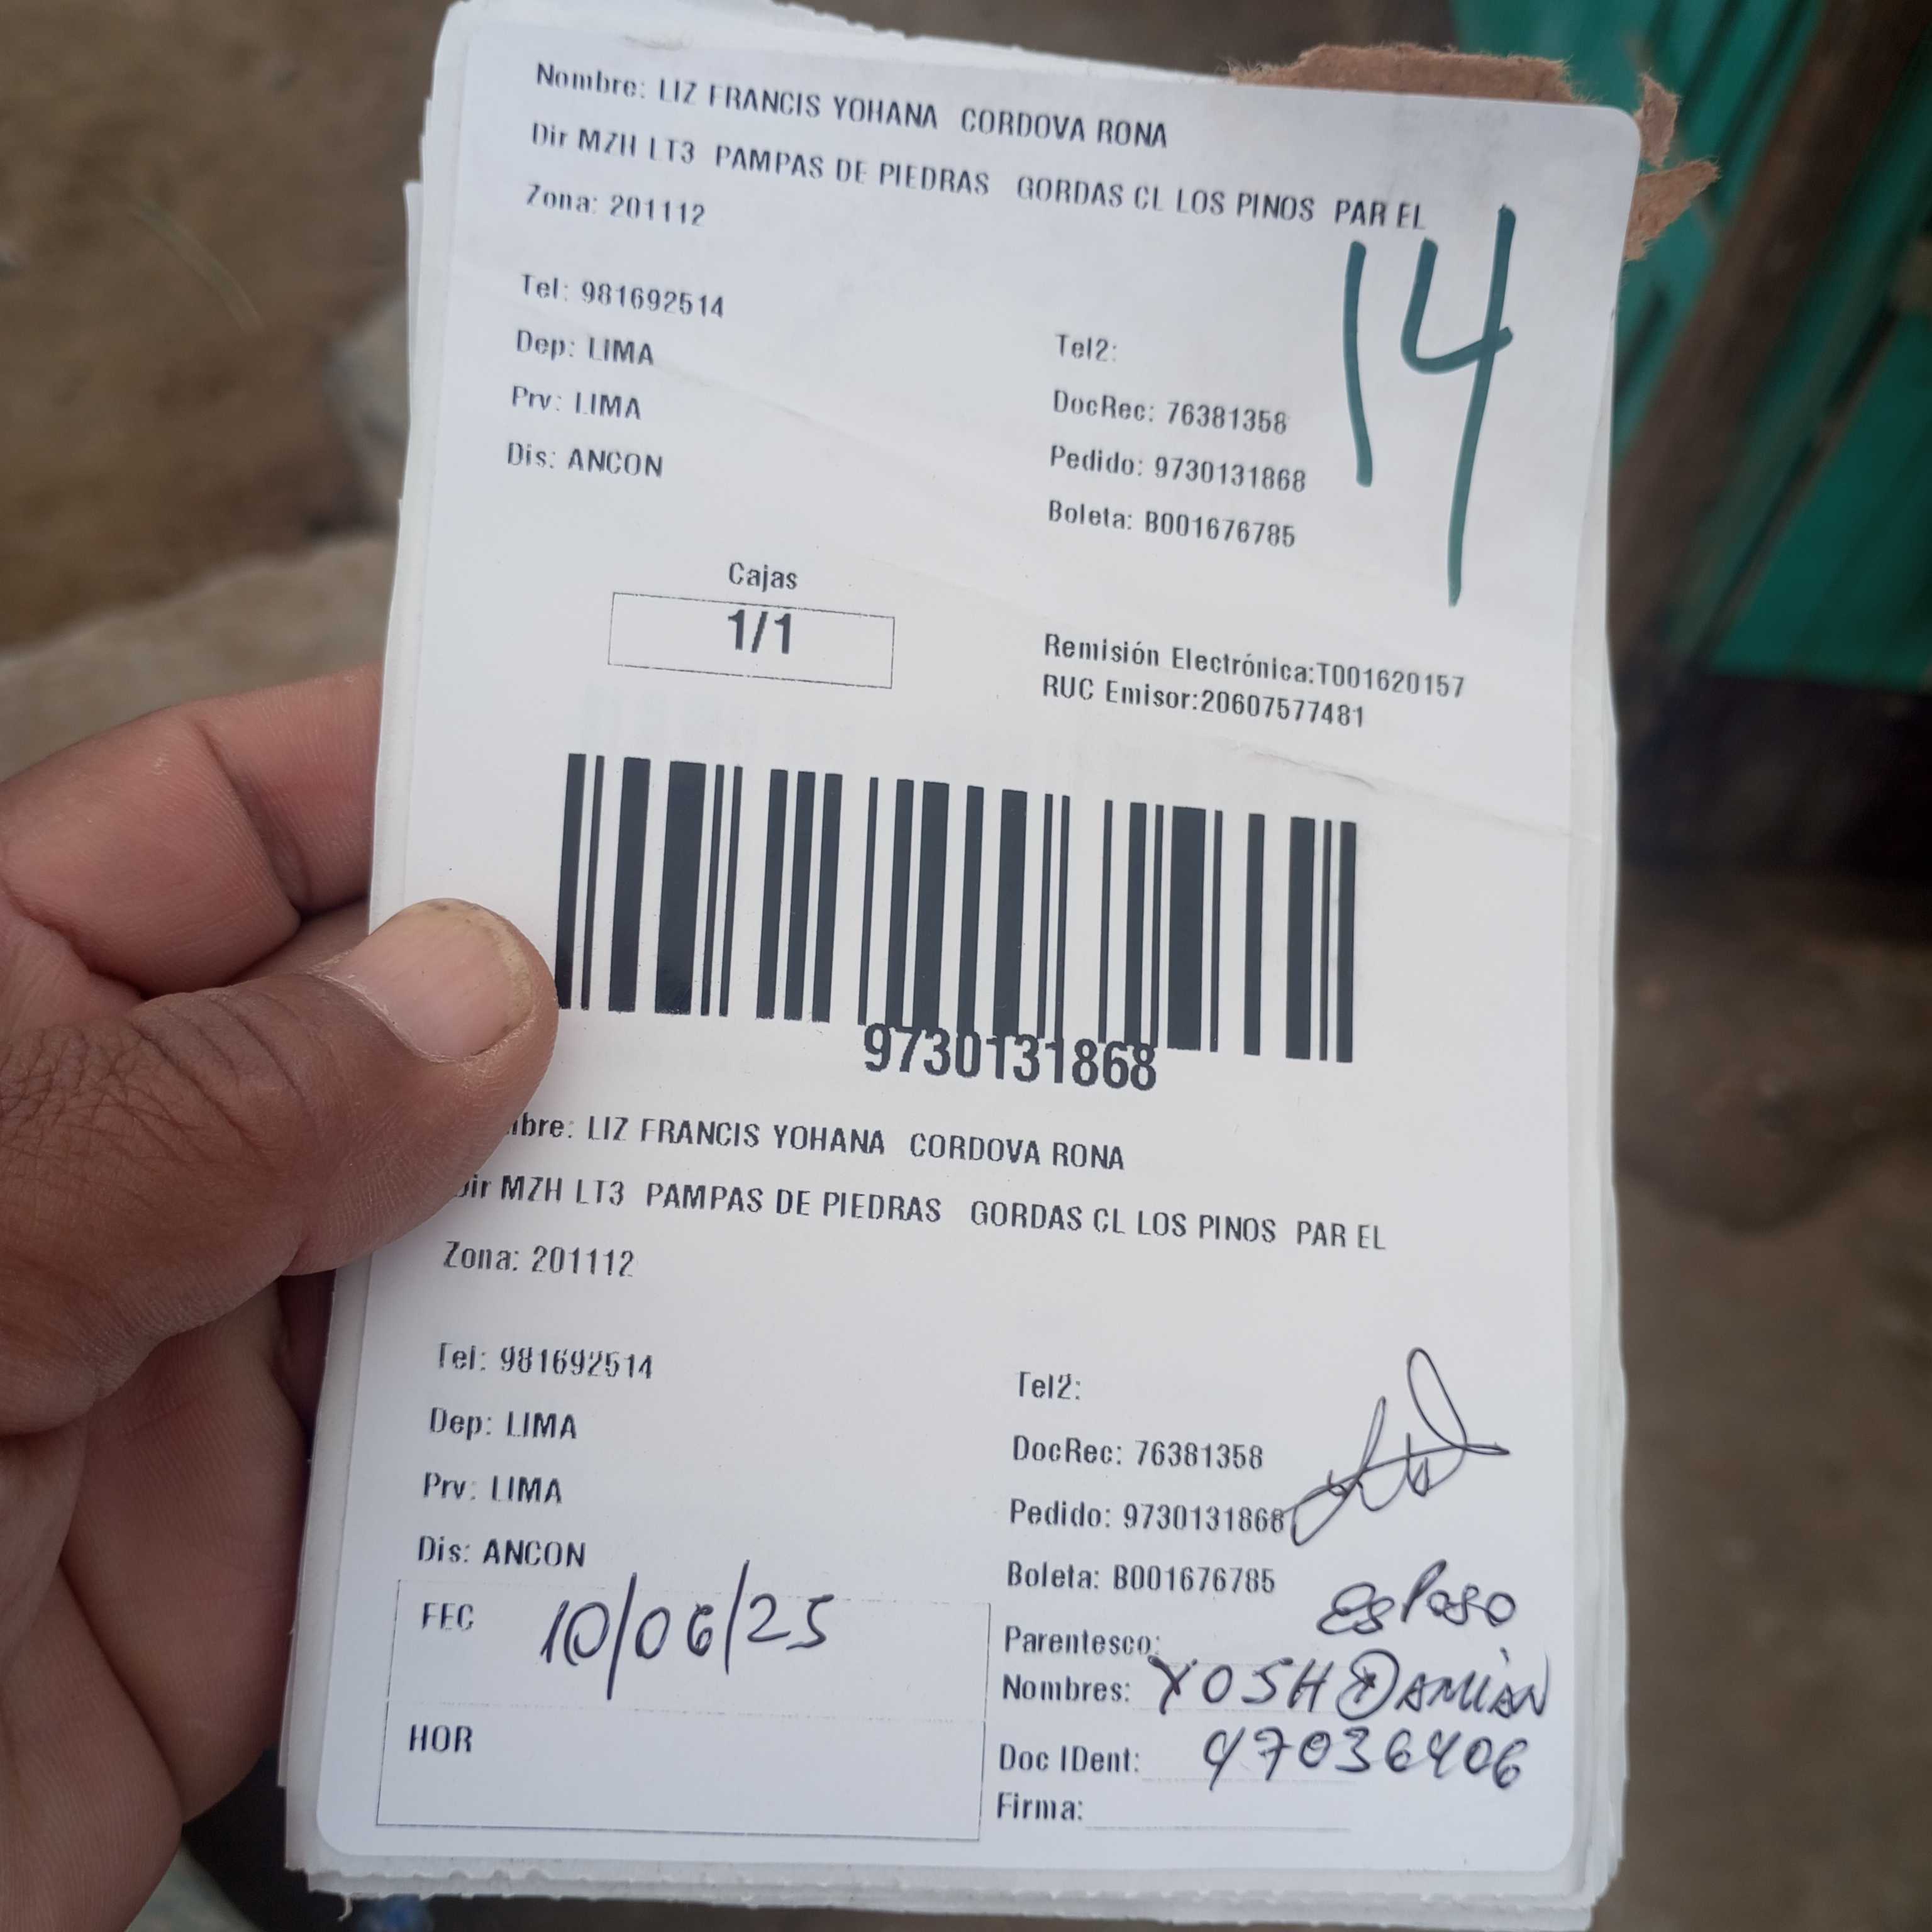 Nombre: LIZ FRANCIS YOHANA CORDOVA RONA
Dir MZH LT3 PAMPAS DE PIEDRAS GORDAS CL LOS PINOS PAR EL
Zona: 201112
14
Tel: 981692514
Tel2:
Dep: LIMA
DocRec: 76381358
Prv: LIMA
Pedido: 9730131868
Dis: ANCON
Boleta: B001676785
Cajas
1/1
Remisión Electrónica:T001620157
RUC Emisor:20607577481
9730131868
mbre: LIZ FRANCIS YOHANA CORDOVA RONA
Dir MZH LT3 PAMPAS DE PIEDRAS GORDAS CL LOS PINOS PAR EL
Zona: 201112
Tel: 981692514
Tel2:
Dep: LIMA
DocRec: 76381358
Prv: LIMA
Pedido: 9730131868
Dis: ANCON
Boleta: B001676785
FEC 10/06/25
Parentesco: esposo
Nombres: YOSH DAMIÀN
HOR
Doc IDent: 47036406
Firma: